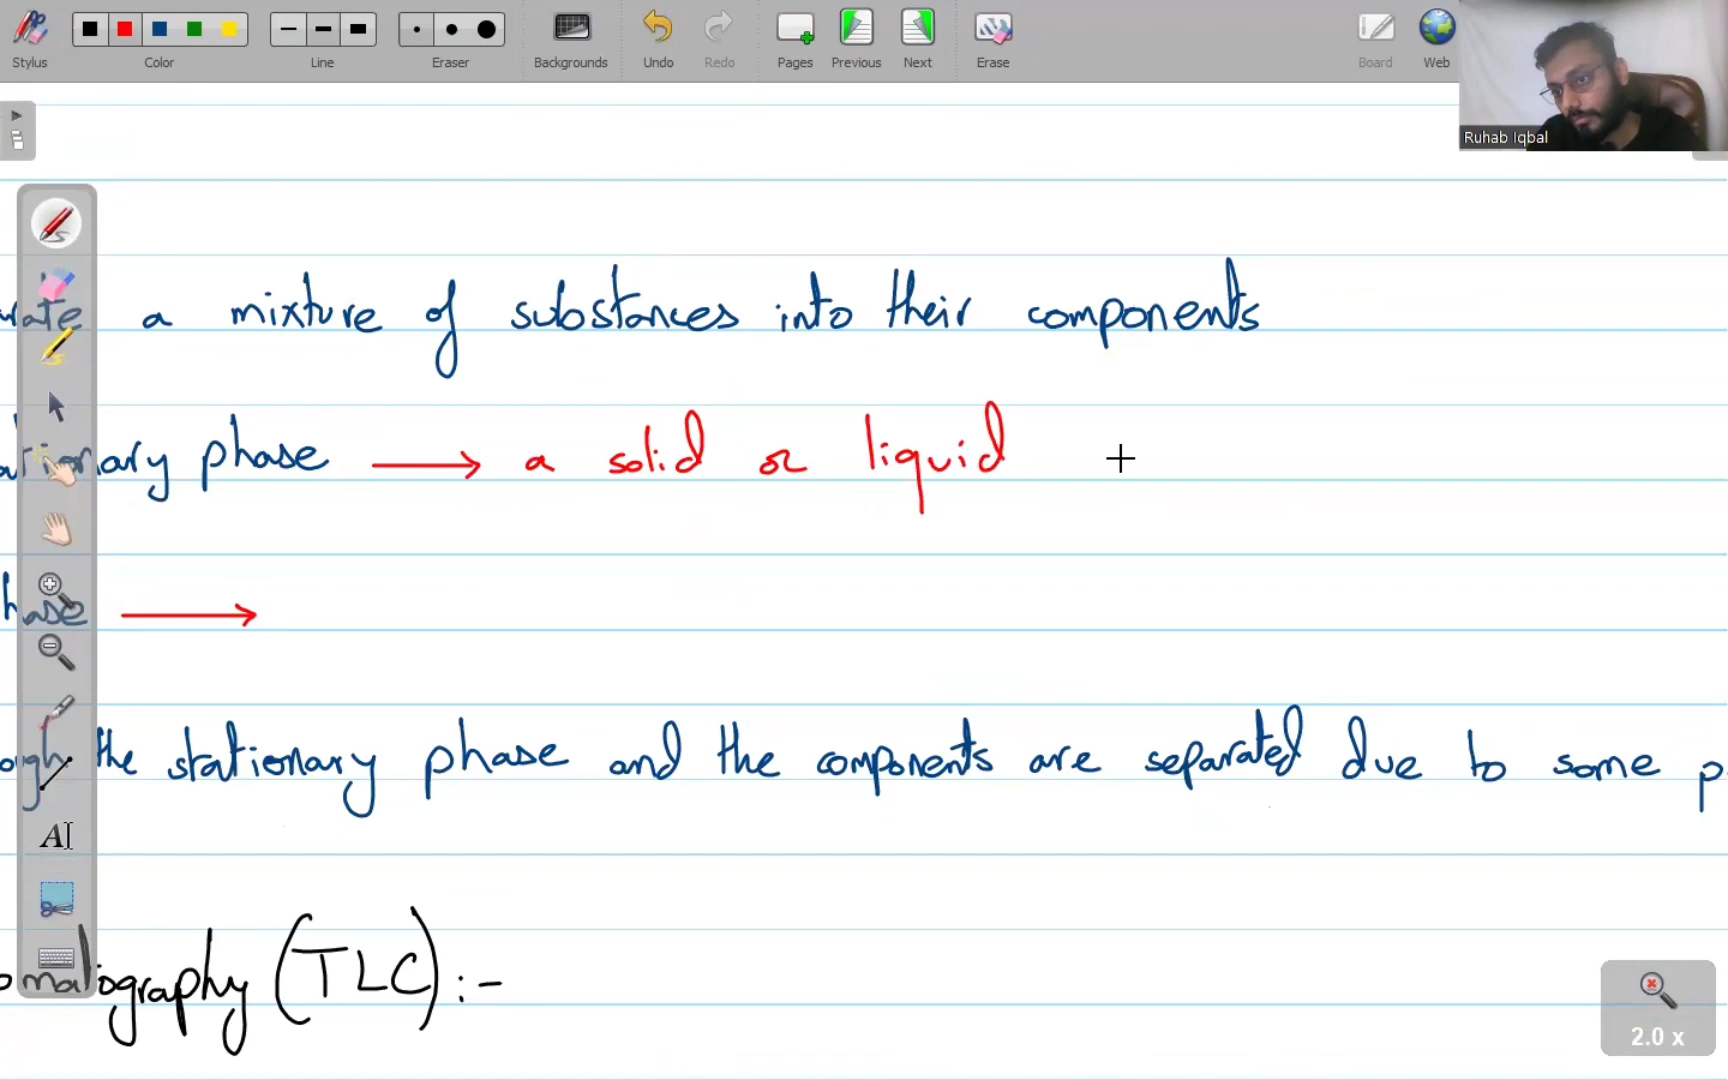 Stylus
Color
Line
Eraser
Backgrounds
Undo
Redo
Pages
Previous
Next
Erase
Board
Web
Ruhab Iqbal
a mixture of substances into their components
phase → a solid or liquid
→
the stationary phase and the components are separated due to some
(TLC) :-
2.0 x